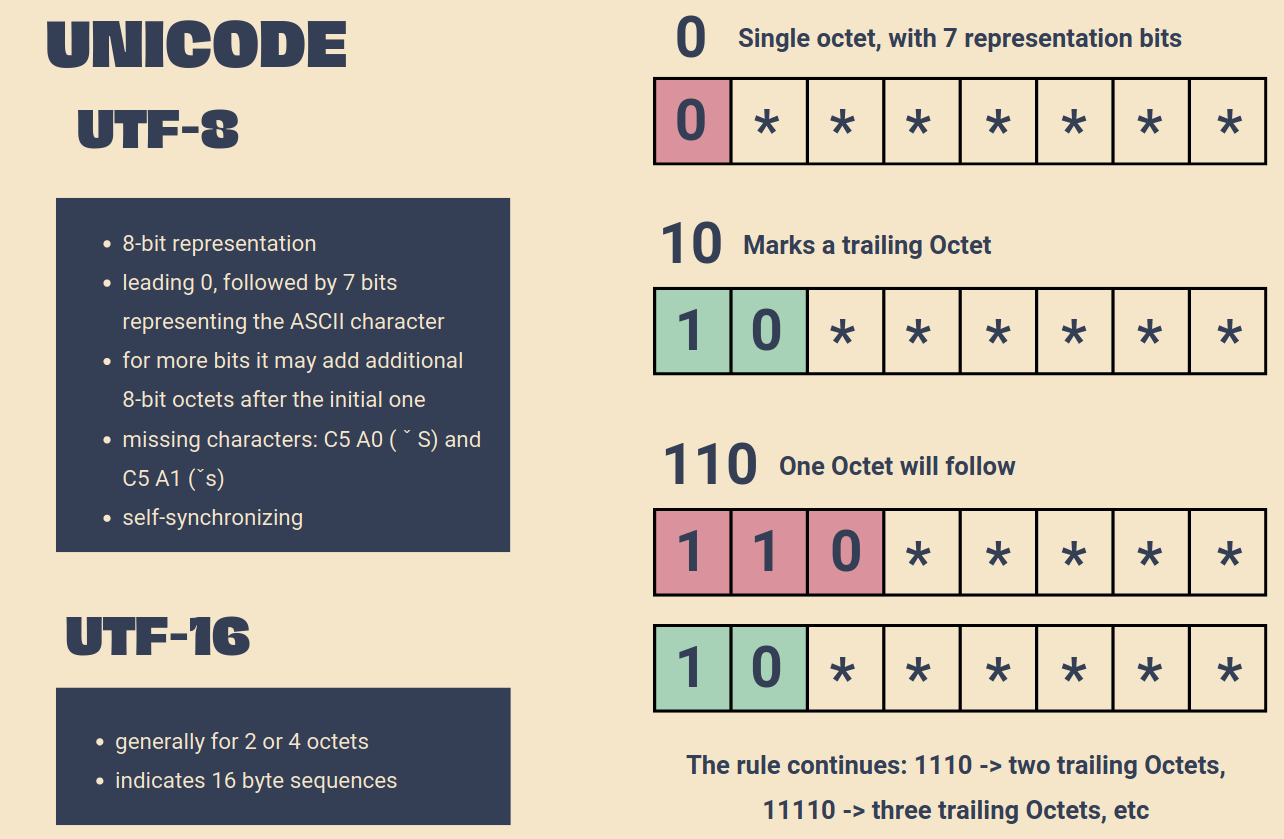 UNICODE
UTF-8
• 8-bit representation
• leading 0, followed by 7 bits
representing the ASCII character
• for more bits it may add additional
8-bit octets after the initial one
• missing characters: C5 A0 ( ˇ S) and
C5 A1 (ˇs)
• self-synchronizing
UTF-16
• generally for 2 or 4 octets
• indicates 16 byte sequences
0 Single octet, with 7 representation bits
0 * * * * * * *
10 Marks a trailing Octet
1 0 * * * * * *
110 One Octet will follow
1 1 0 * * * * *
1 0 * * * * * *
The rule continues: 1110 -> two trailing Octets,
11110 -> three trailing Octets, etc